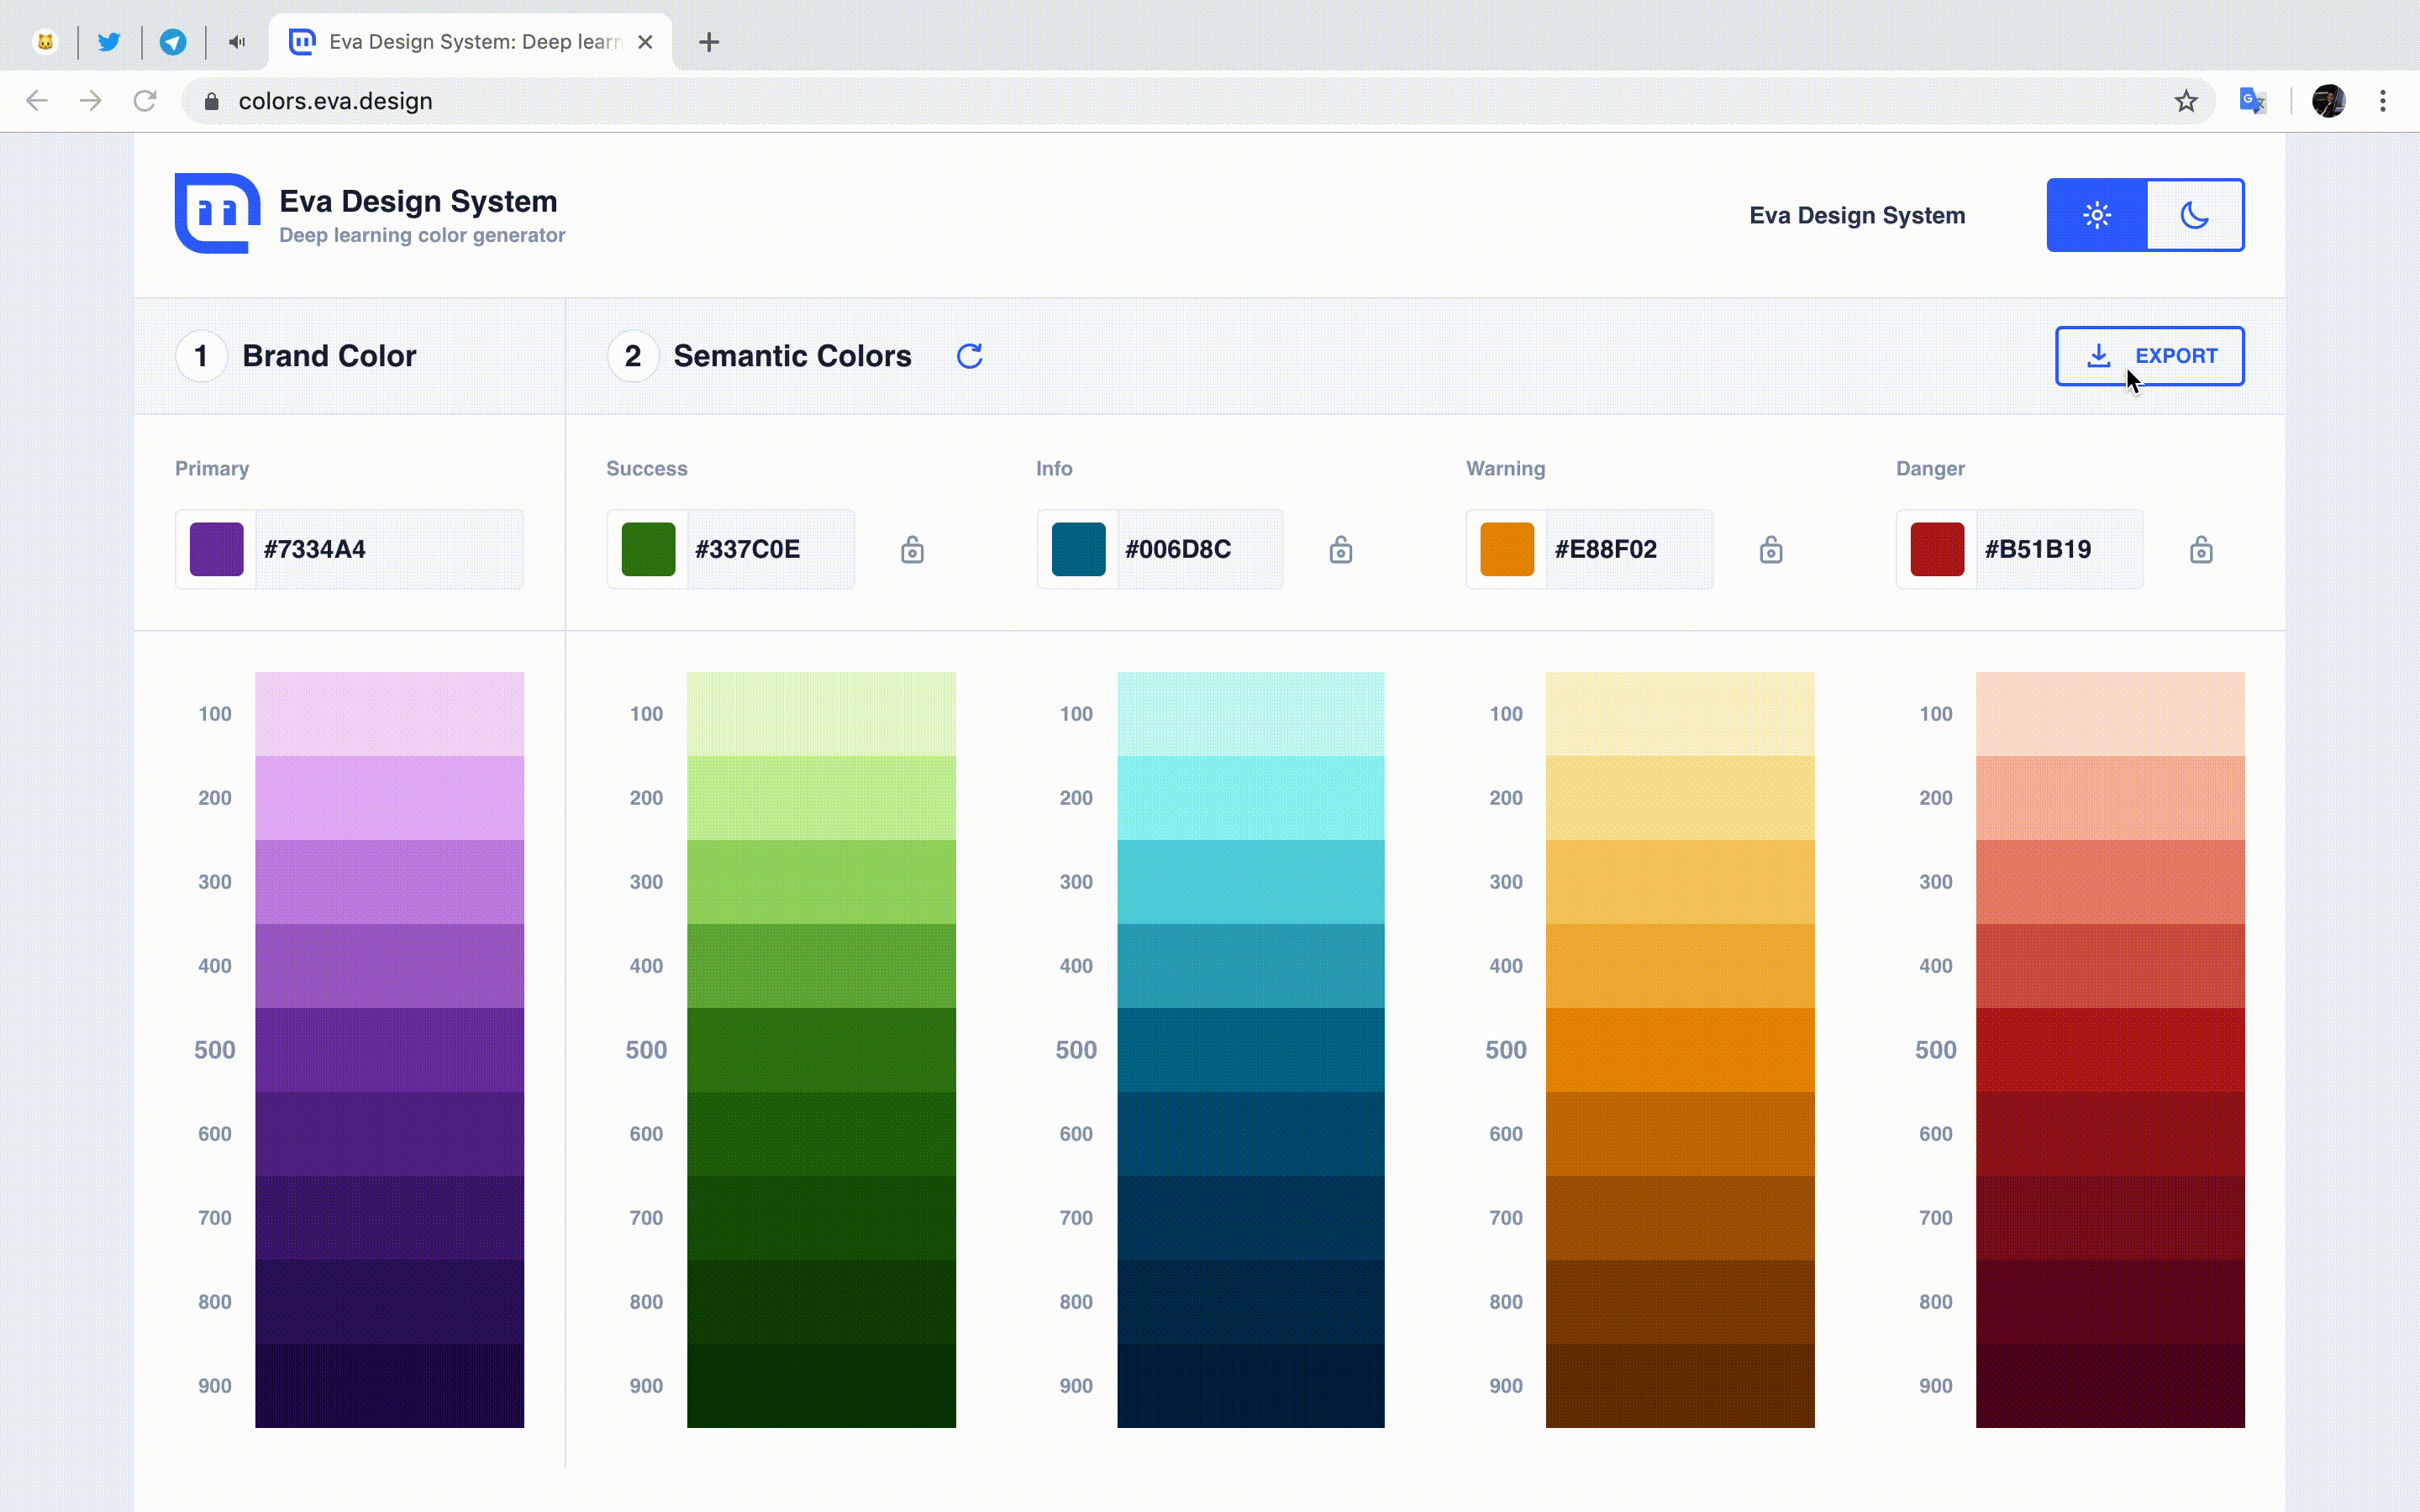 Eva Design System: Deep learn
colors.eva.design
Eva Design System
Deep learning color generator
Eva Design System
1 Brand Color
2 Semantic Colors
EXPORT
Primary
Success
Info
Warning
Danger
#7334A4
#337C0E
#006D8C
#E88F02
#B51B19
100 100 100 100 100
200 200 200 200 200
300 300 300 300 300
400 400 400 400 400
500 500 500 500 500
600 600 600 600 600
700 700 700 700 700
800 800 800 800 800
900 900 900 900 900